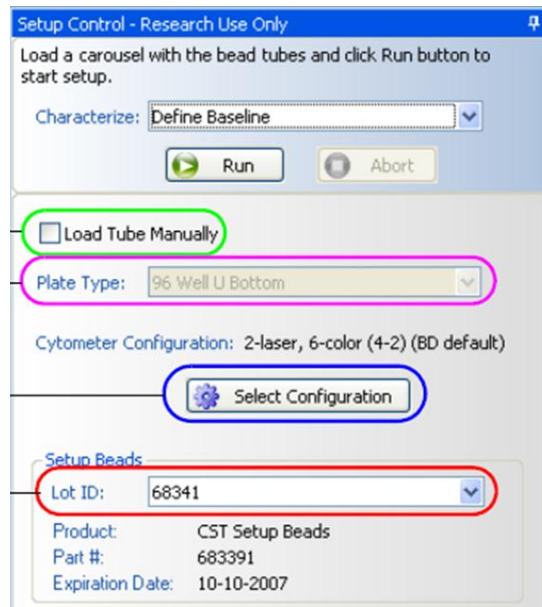 Setup Control - Research Use Only
Load a carousel with the bead tubes and click Run button to
start setup.
Characterize: Define Baseline
Run Abort
Load Tube Manually
Plate Type: 96 Well U Bottom
Cytometer Configuration: 2-laser, 6-color (4-2) (BD default)
Select Configuration
Setup Beads
Lot ID: 68341
Product: CST Setup Beads
Part #: 683391
Expiration Date: 10-10-2007